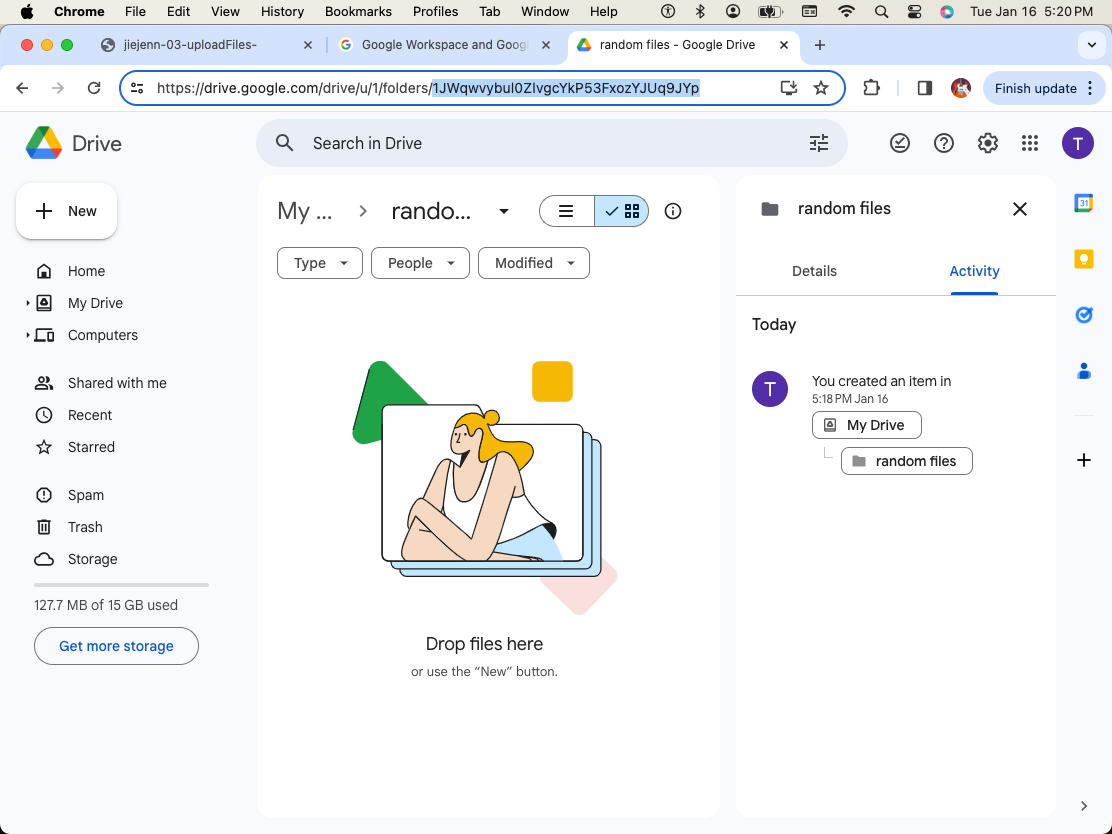 Chrome File Edit View History Bookmarks Profiles Tab Window Help Tue Jan 16 5:20 PM
jiejenn-03-uploadFiles-
Google Workspace and Goog
random files - Google Drive
https://drive.google.com/drive/u/1/folders/1JWqwvybul0ZIvgcYkP53FxozYJUq9JYp
Finish update
Drive
Search in Drive
T
New
Home
My Drive
Computers
Shared with me
Recent
Starred
Spam
Trash
Storage
127.7 MB of 15 GB used
Get more storage
My ... rando...
Type People Modified
Drop files here
or use the “New” button.
random files
Details Activity
Today
T
You created an item in
5:18 PM Jan 16
My Drive
random files
31